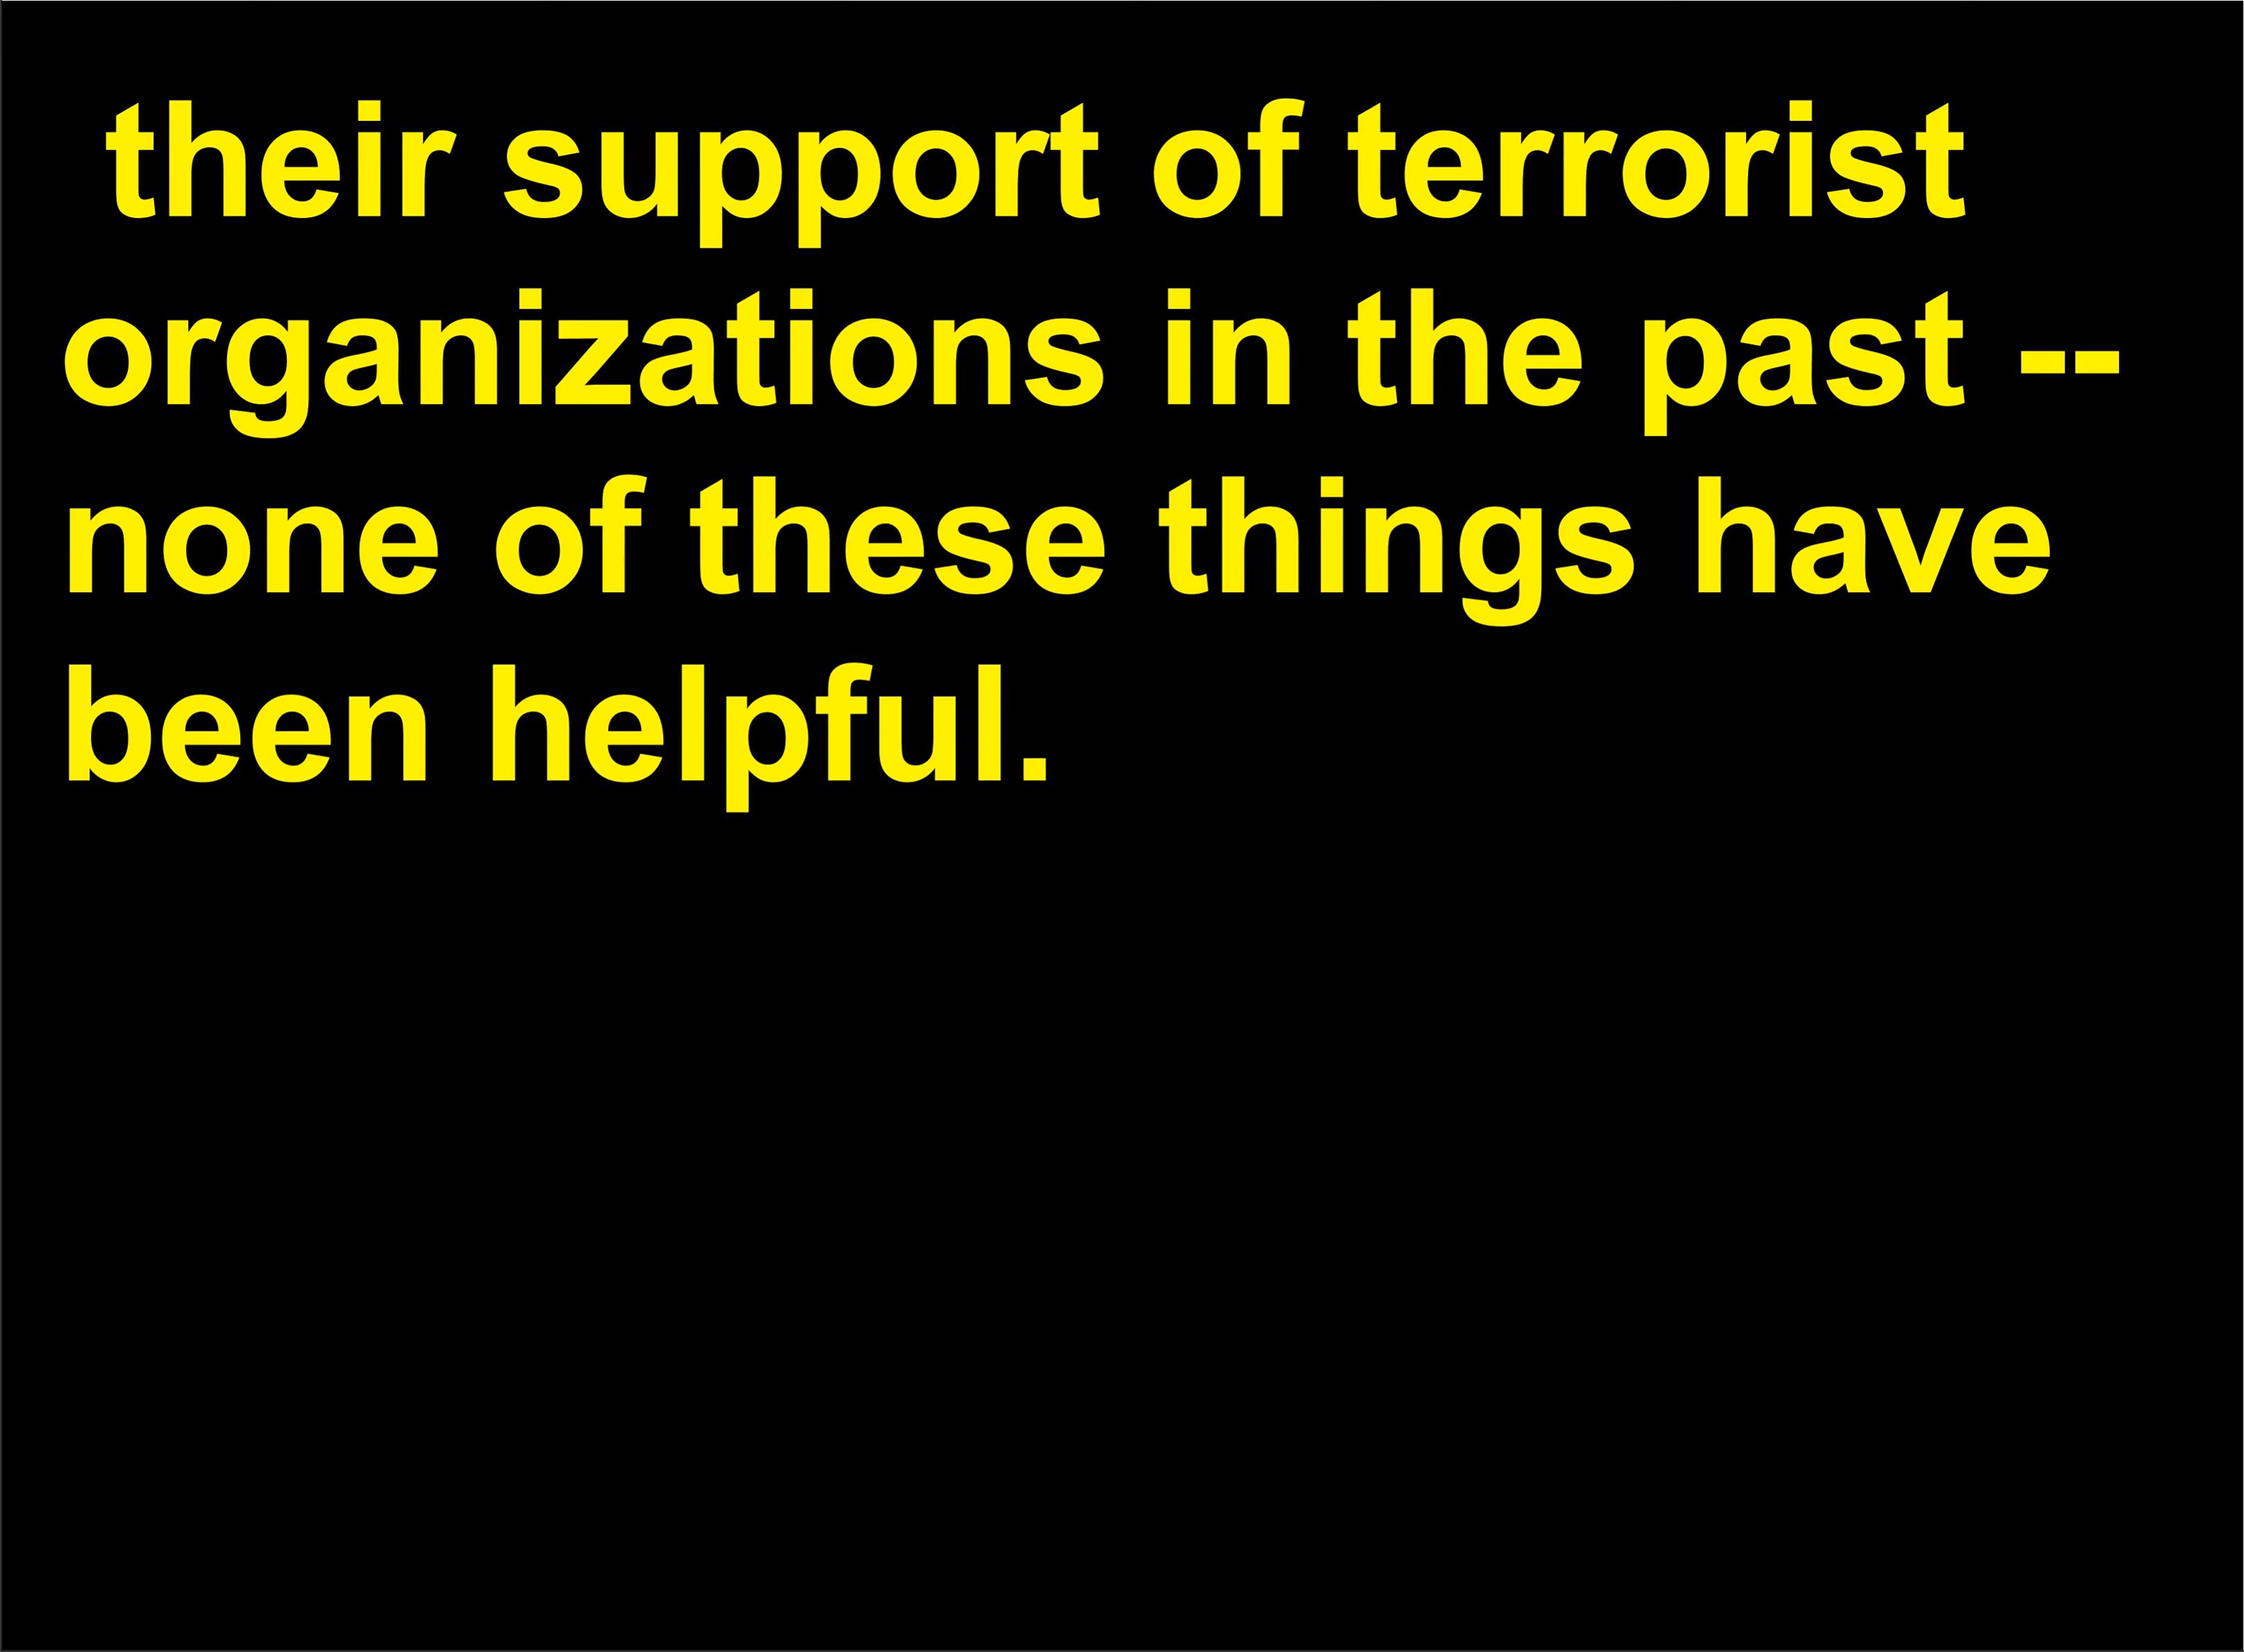 their support of terrorist
organizations in the past --
none of these things have
been helpful.